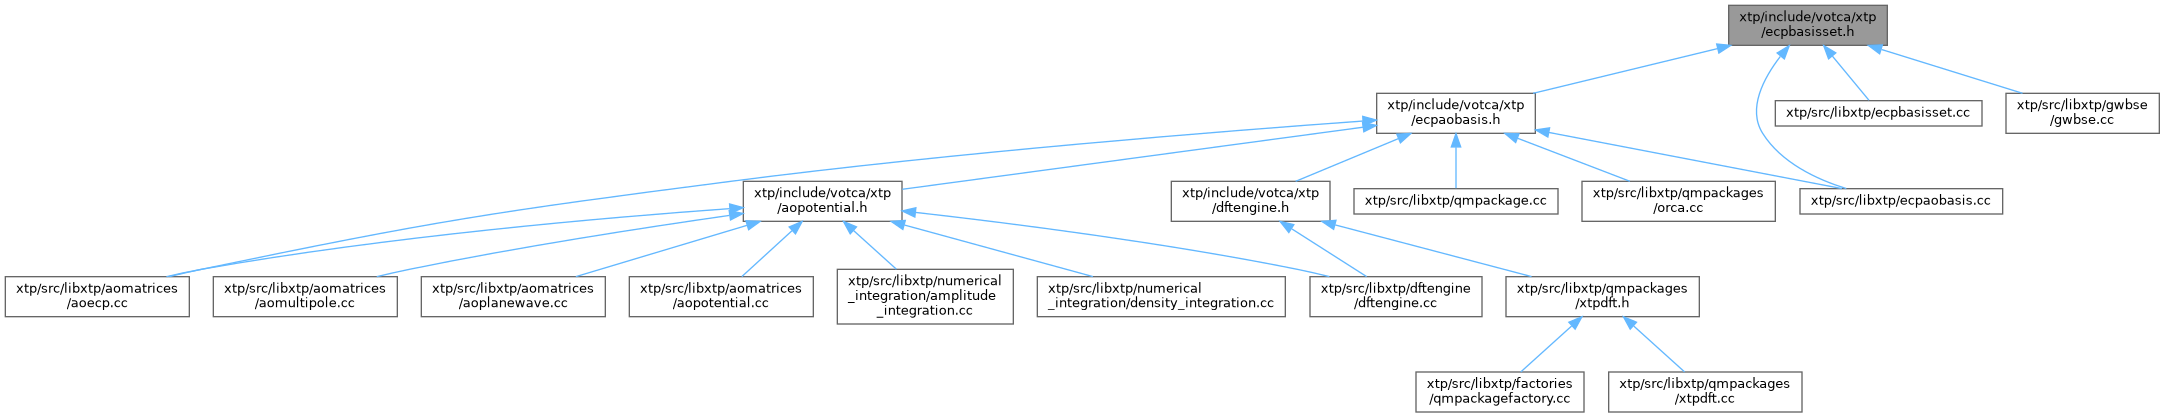 xtp/include/votca/xtp
/ecpbasisset.h
xtp/include/votca/xtp
/ecpaobasis.h
xtp/src/libxtp/ecpbasisset.cc
xtp/src/libxtp/gwbse
/gwbse.cc
xtp/include/votca/xtp
/aopotential.h
xtp/include/votca/xtp
/dftengine.h
xtp/src/libxtp/qmpackage.cc
xtp/src/libxtp/qmpackages
/orca.cc
xtp/src/libxtp/ecpaobasis.cc
xtp/src/libxtp/aomatrices
/aoecp.cc
xtp/src/libxtp/aomatrices
/aomultipole.cc
xtp/src/libxtp/aomatrices
/aoplanewave.cc
xtp/src/libxtp/aomatrices
/aopotential.cc
xtp/src/libxtp/numerical
_integration/amplitude
_integration.cc
xtp/src/libxtp/numerical
_integration/density_integration.cc
xtp/src/libxtp/dftengine
/dftengine.cc
xtp/src/libxtp/qmpackages
/xtpdft.h
xtp/src/libxtp/factories
/qmpackagefactory.cc
xtp/src/libxtp/qmpackages
/xtpdft.cc